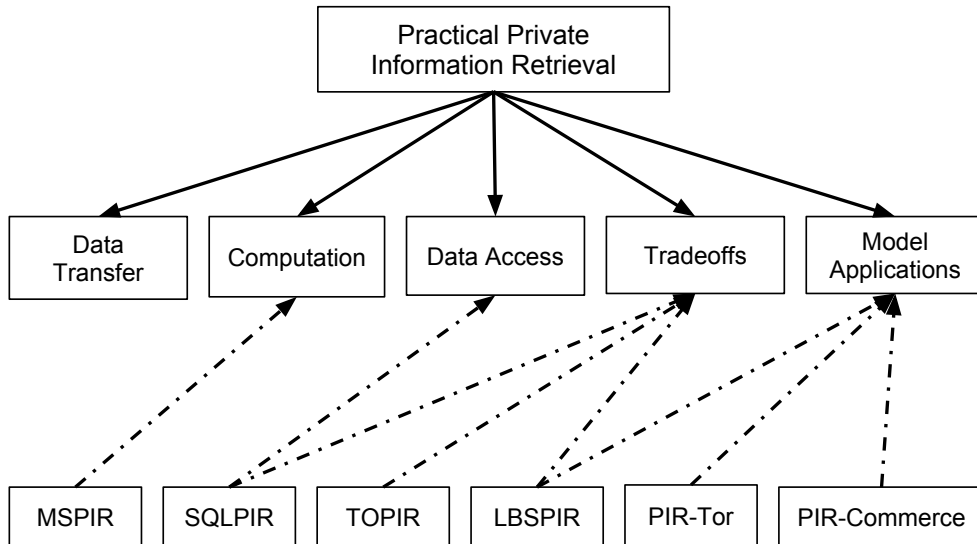 Practical Private
Information Retrieval
Data
Transfer
Computation
Data Access
Tradeoffs
Model
Applications
MSPIR
SQLPIR
TOPIR
LBSPIR
PIR-Tor
PIR-Commerce